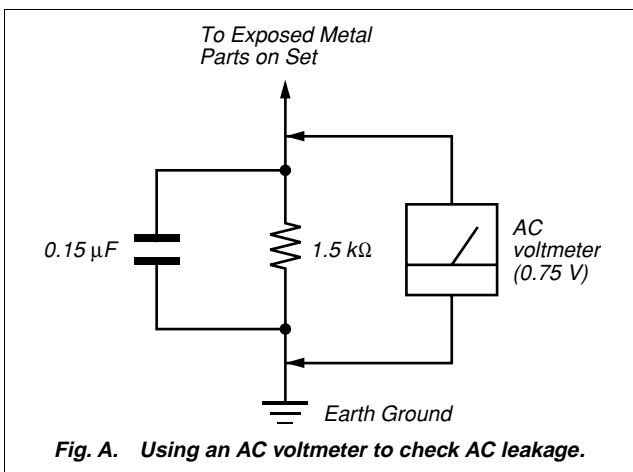 To Exposed Metal
Parts on Set
0.15 μF
1.5 kΩ
AC
voltmeter
(0.75 V)
Earth Ground
Fig. A. Using an AC voltmeter to check AC leakage.